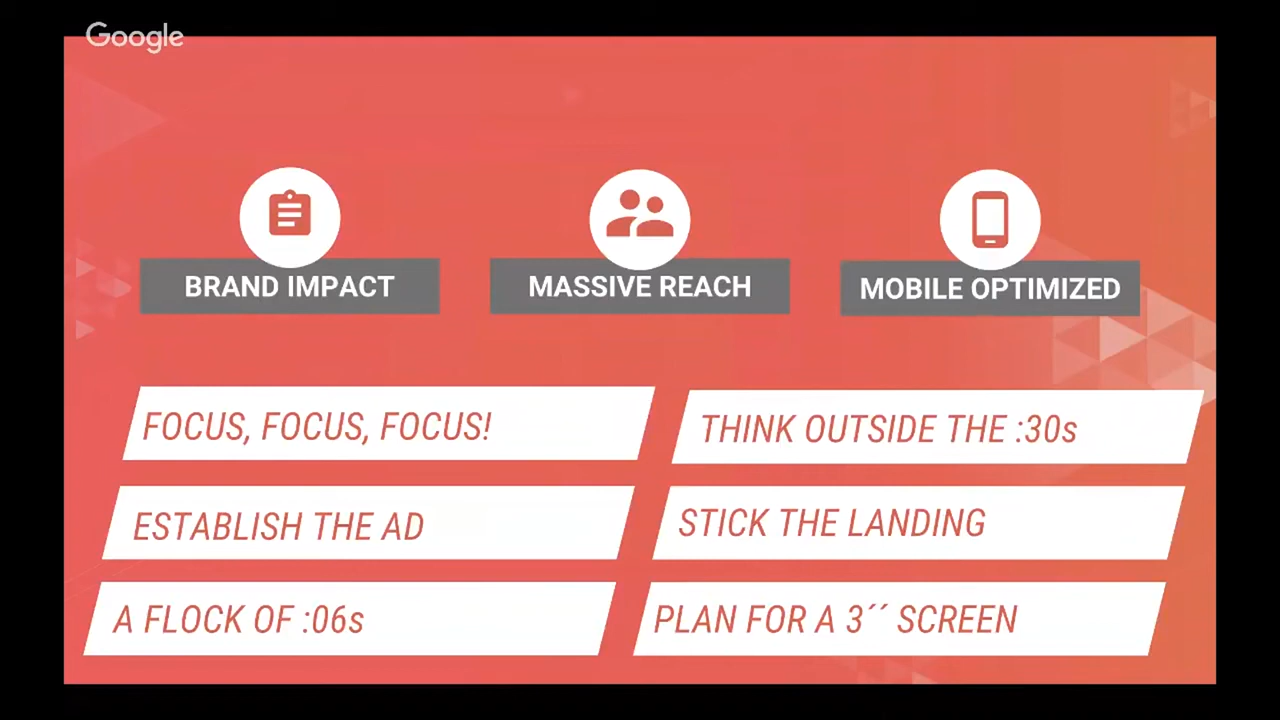 Google
BRAND IMPACT
MASSIVE REACH
MOBILE OPTIMIZED
FOCUS, FOCUS, FOCUS!
THINK OUTSIDE THE :30s
ESTABLISH THE AD
STICK THE LANDING
A FLOCK OF :06s
PLAN FOR A 3´´ SCREEN